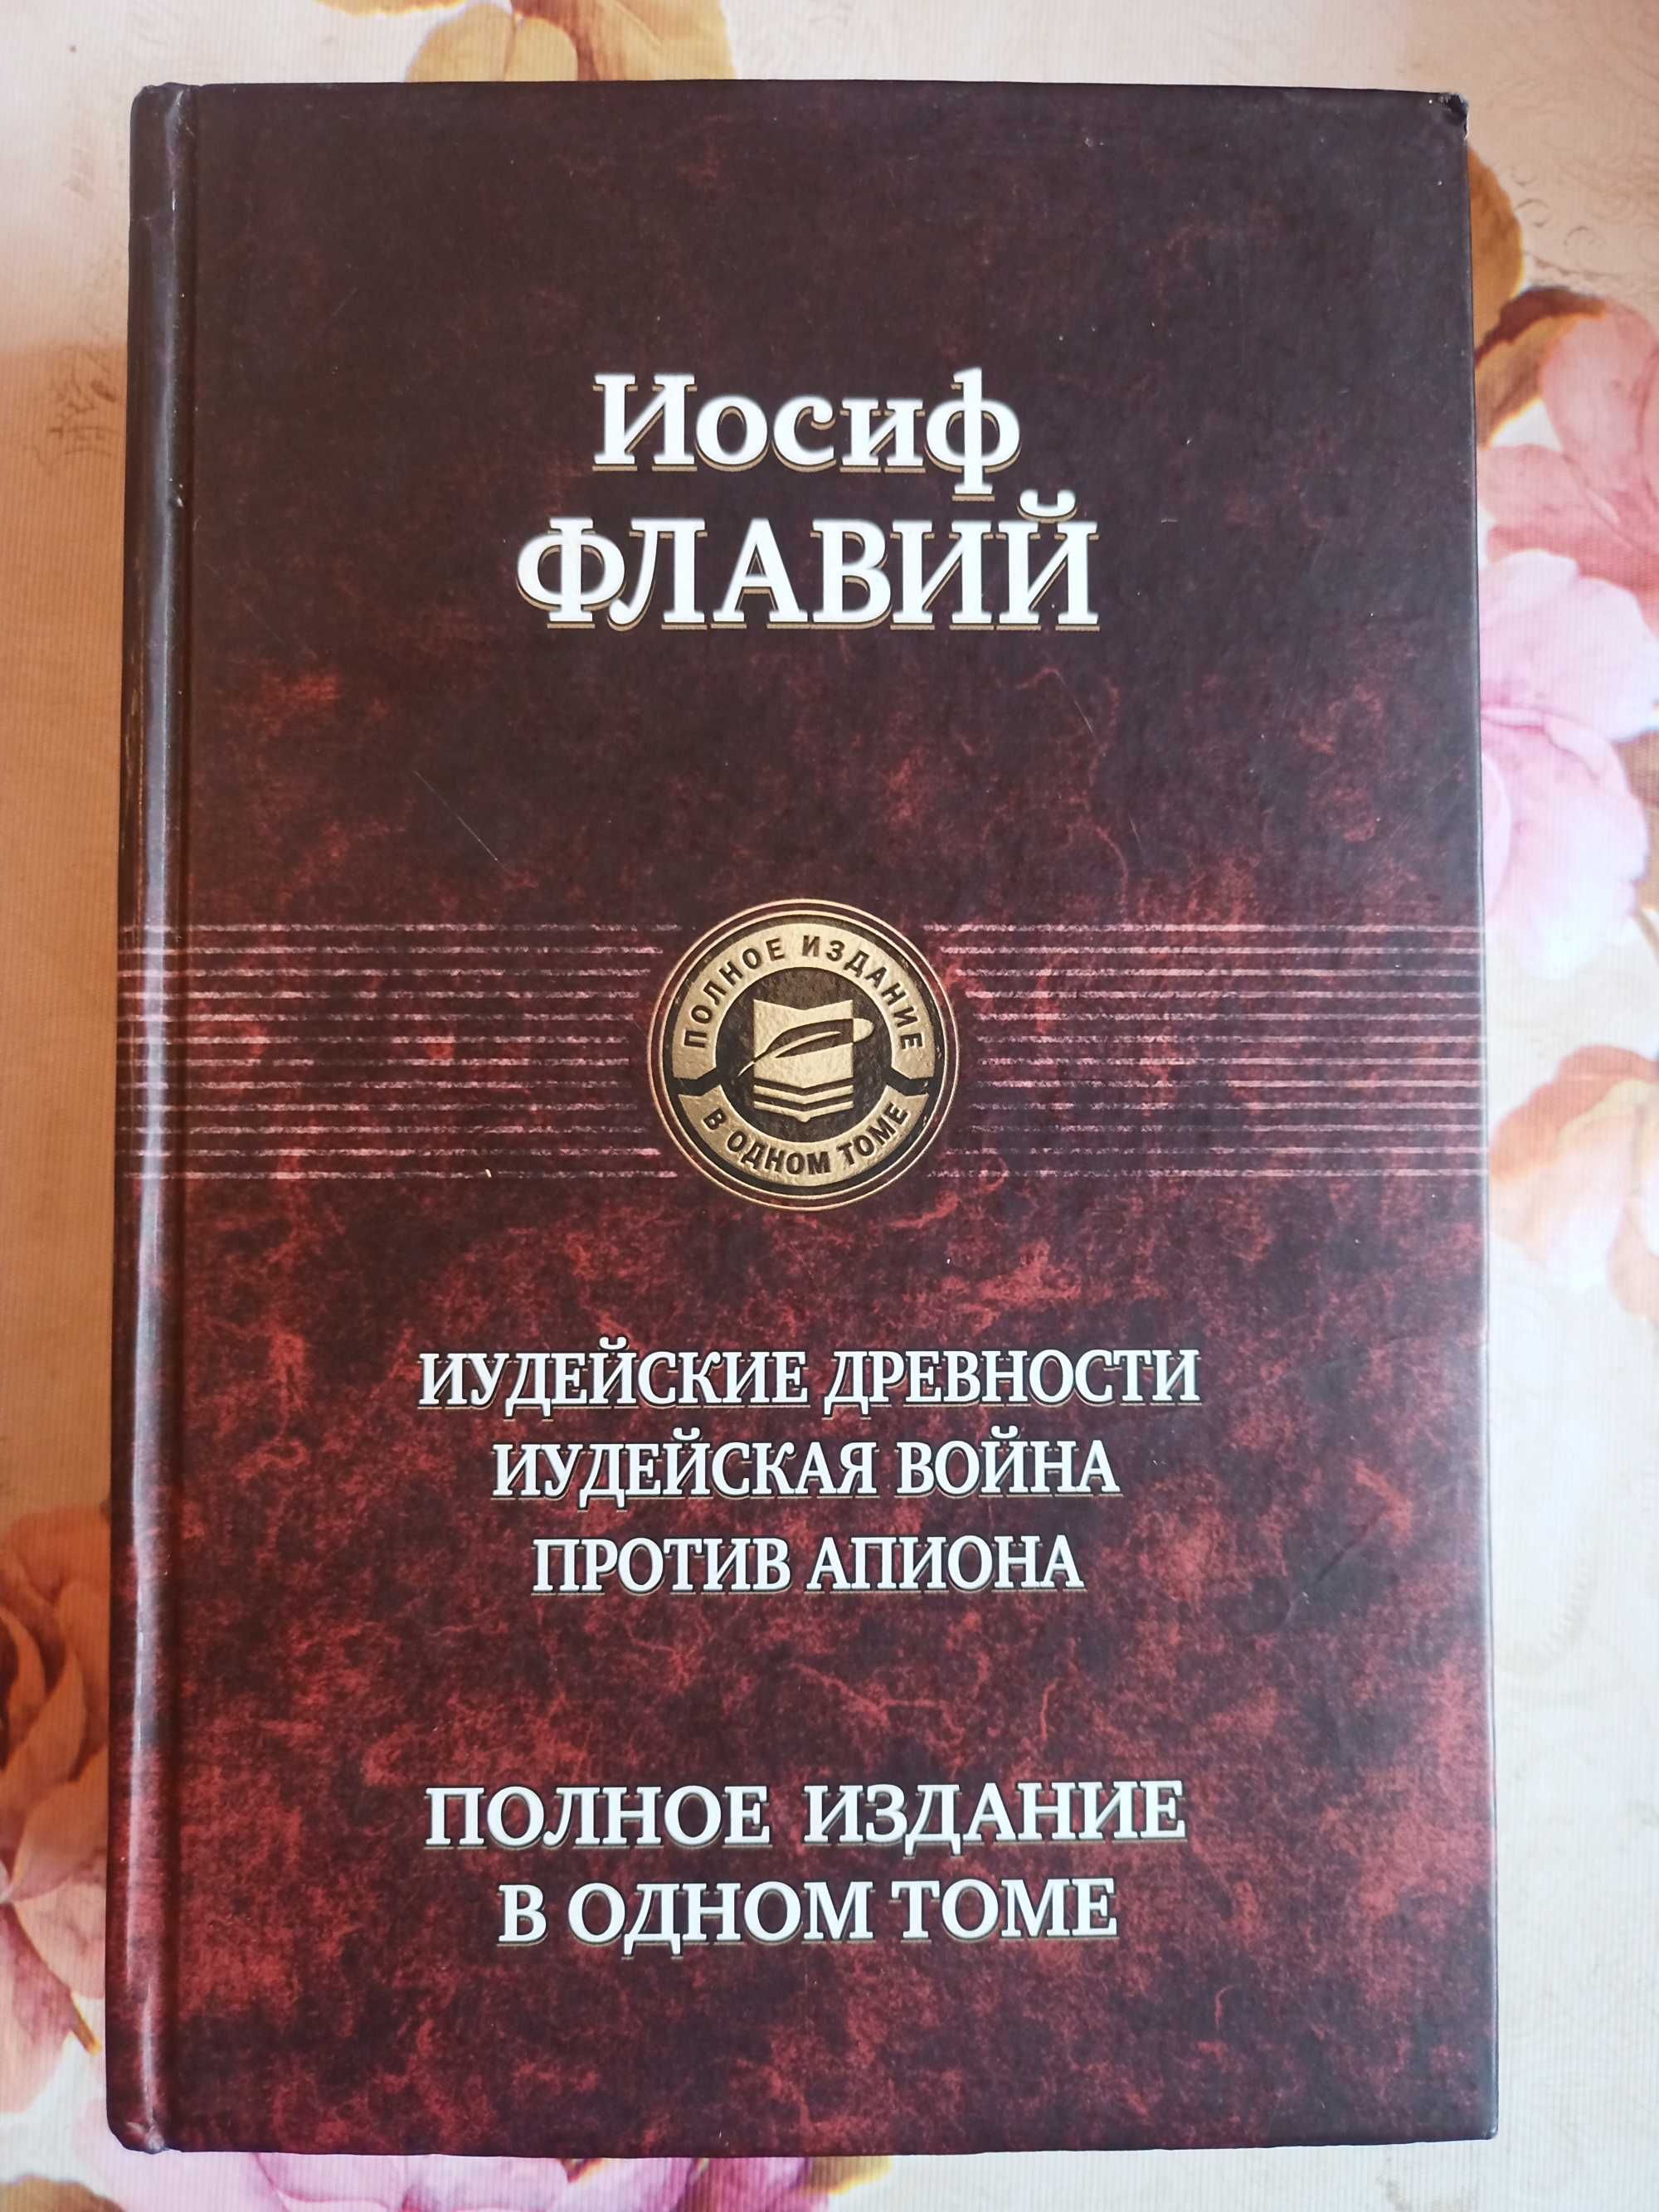 Иосиф
ФЛАВИЙ
ПОЛНОЕ ИЗДАНИЕ
В ОДНОМ ТОМЕ
ИУДЕЙСКИЕ ДРЕВНОСТИ
ИУДЕЙСКАЯ ВОЙНА
ПРОТИВ АПИОНА
ПОЛНОЕ ИЗДАНИЕ
В ОДНОМ ТОМЕ